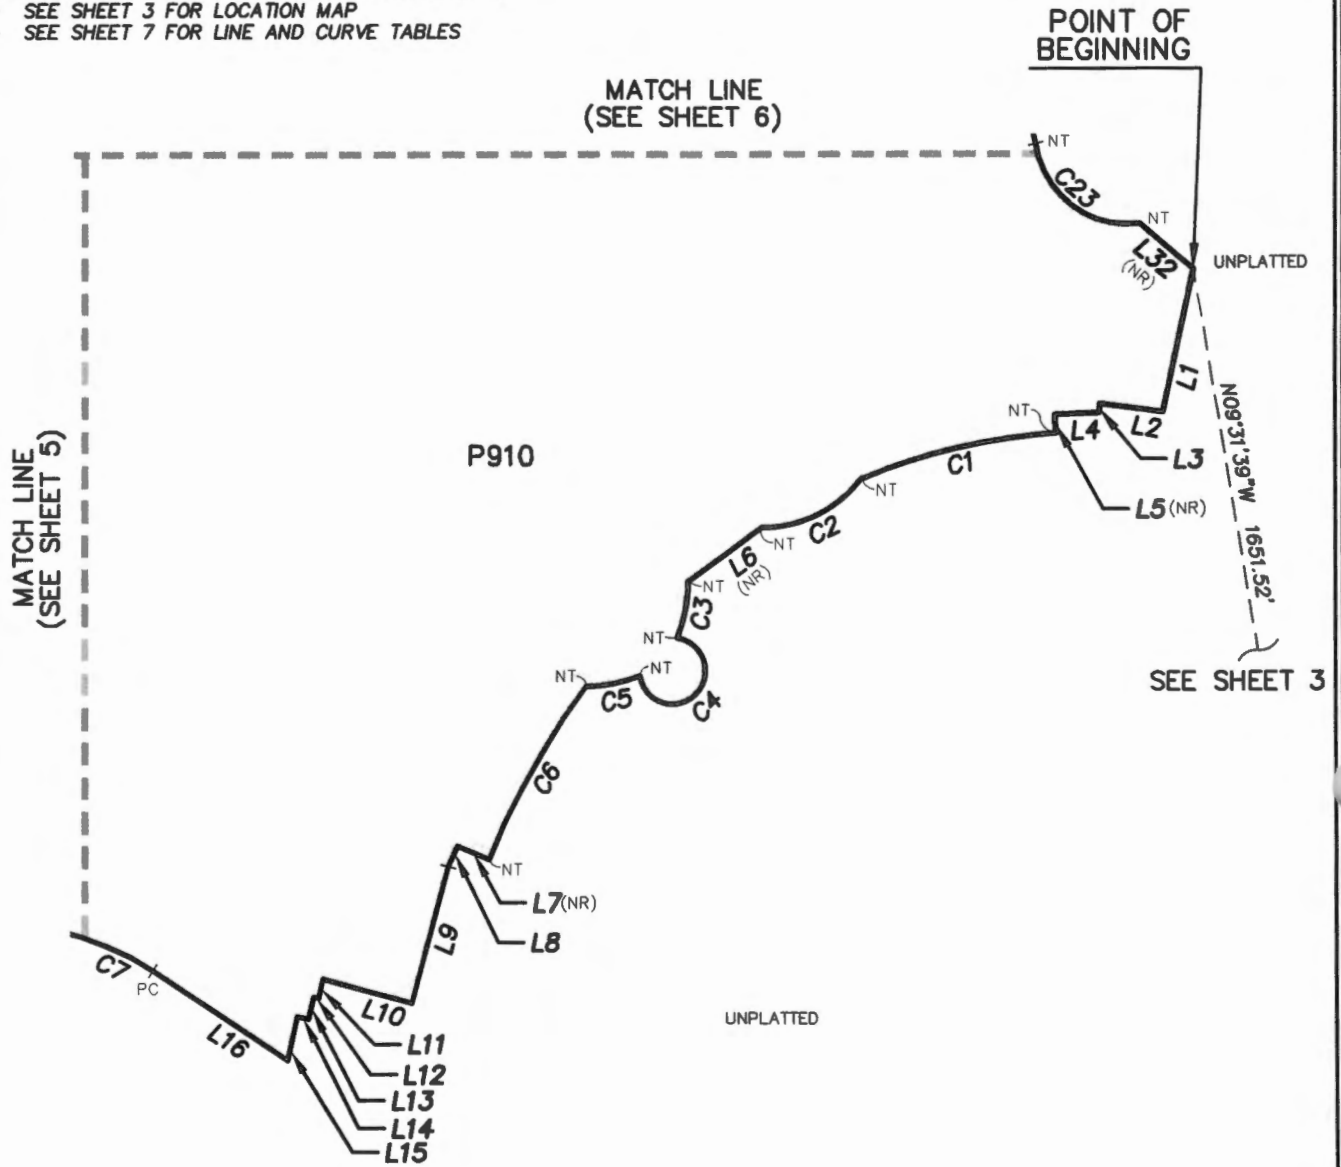 SEE SHEET 3 FOR LOCATION MAP
SEE SHEET 7 FOR LINE AND CURVE TABLES
POINT OF
BEGINNING
MATCH LINE
(SEE SHEET 6)
NT
C23
NT
L32
(NR)
UNPLATTED
L1
N09°31'39"W 1651.52'
NT
L4
L2
L3
L5 (NR)
C1
SEE SHEET 3
MATCH LINE
(SEE SHEET 5)
P910
NT
C2
NT
L6
(NR)
NT
C3
NT
NT
NT
C5
C4
C6
NT
L7(NR)
L8
L9
C7
PC
L16
L10
L11
L12
L13
L14
L15
UNPLATTED